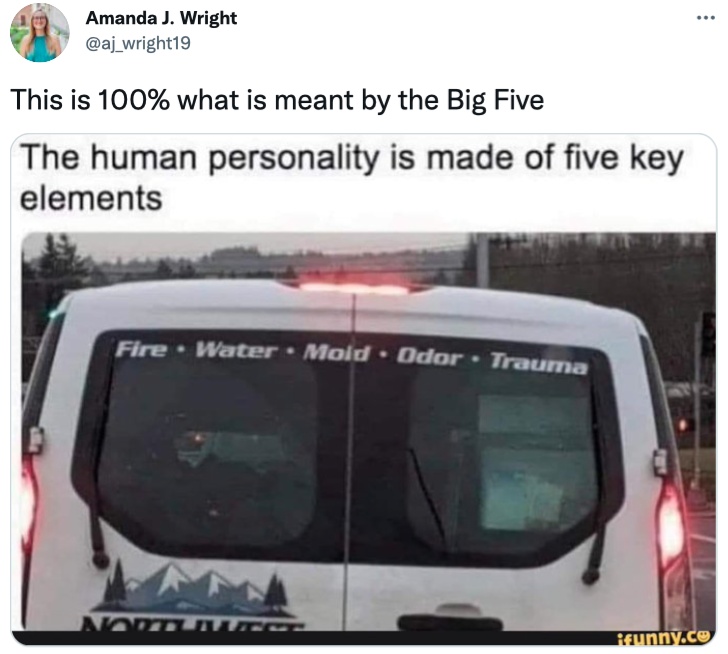 Amanda J. Wright
@aj_wright19
This is 100% what is meant by the Big Five
The human personality is made of five key
elements
Fire • Water • Mold • Odor • Trauma
NORTHWEST
ifunny.co